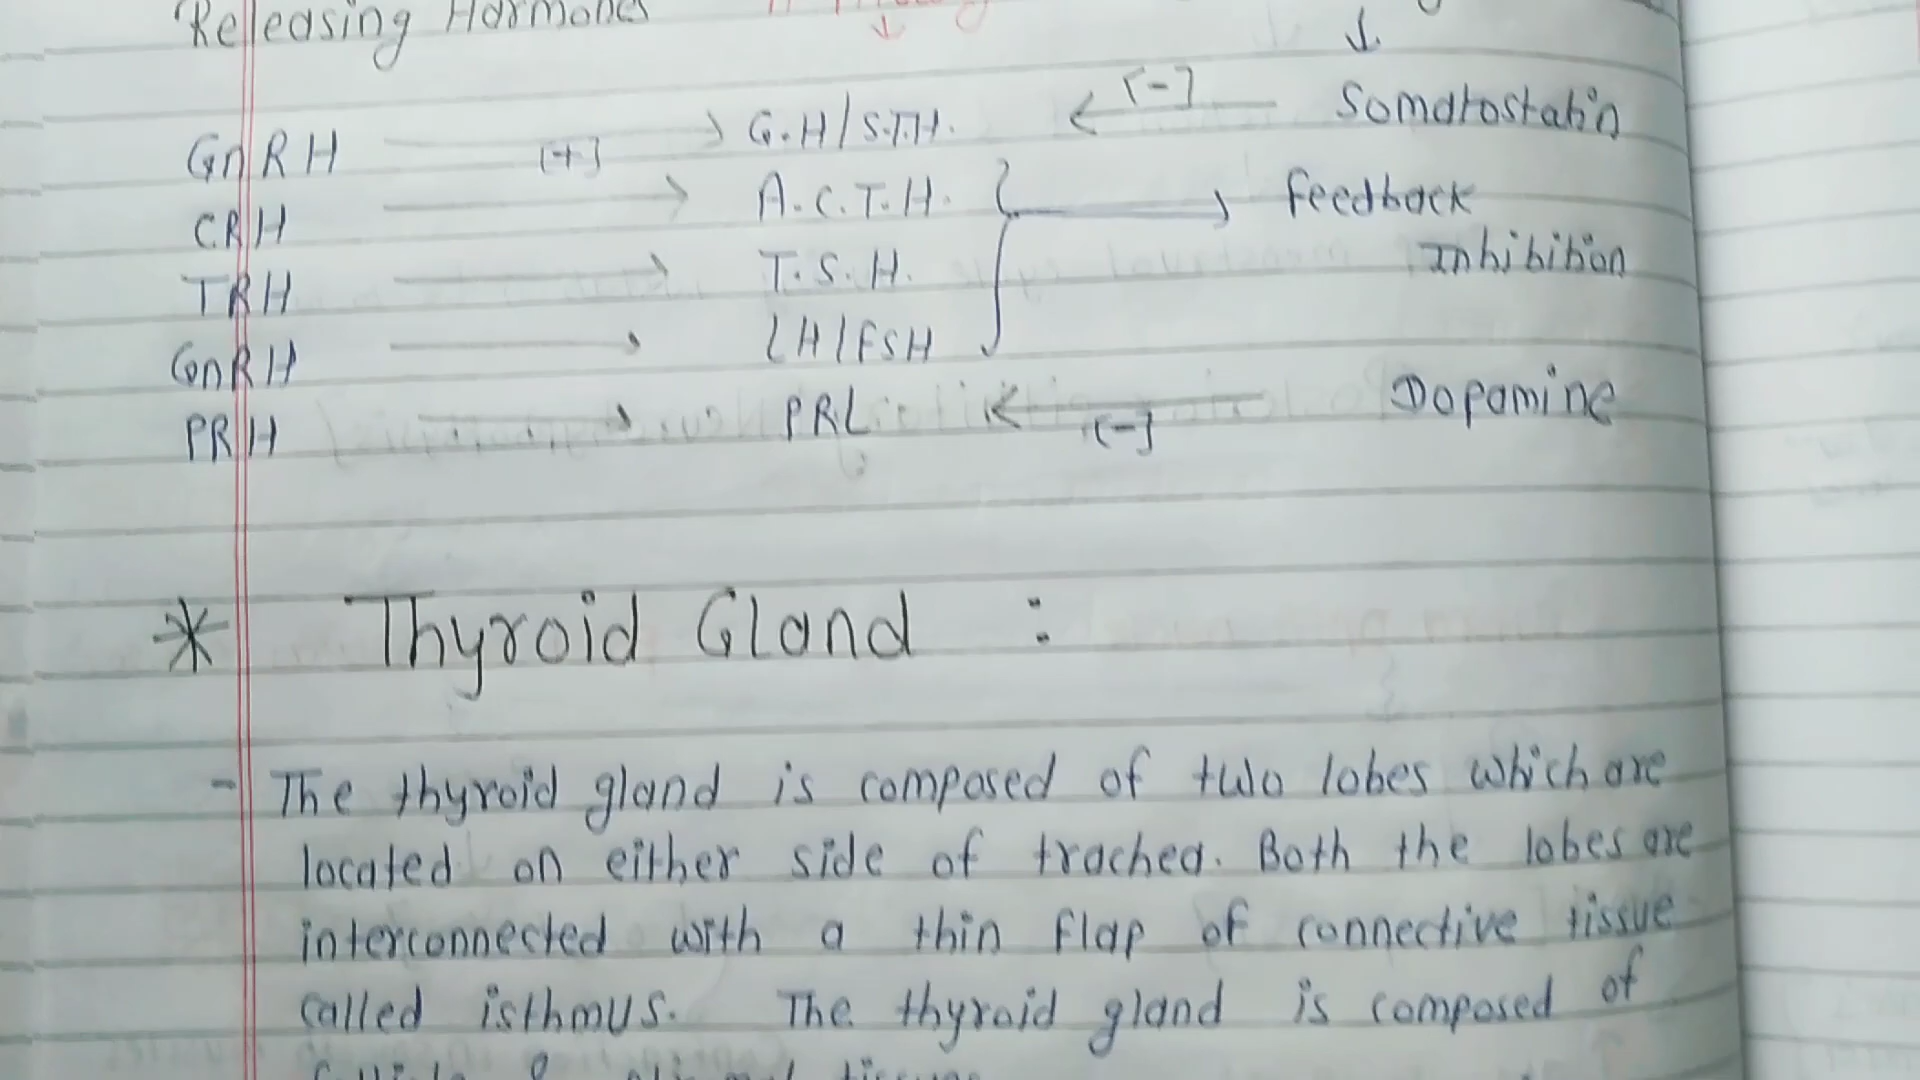 Releasing Hormones
GnRH [+] G.H/S.T.H. [-] Somatostatin
CRH A.C.T.H. Feedback
TRH T.S.H. Inhibition
GnRH LH/FSH
PRH PRL [-] Dopamine
* Thyroid Gland :
- The thyroid gland is composed of two lobes which are
located on either side of trachea. Both the lobes are
interconnected with a thin flap of connective tissue
called isthmus. The thyroid gland is composed of